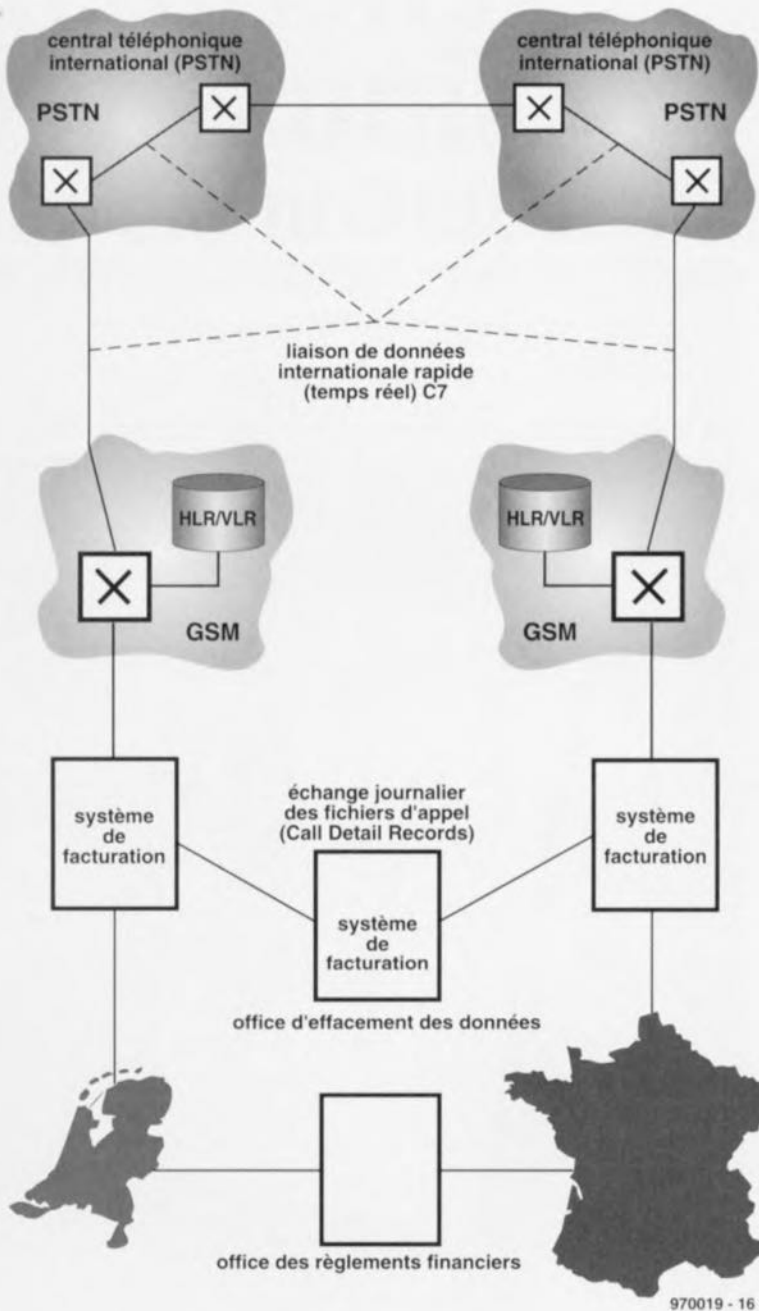 central téléphonique
international (PSTN)
central téléphonique
international (PSTN)
PSTN
PSTN
liaison de données
internationale rapide
(temps réel) C7
HLR/VLR
HLR/VLR
GSM
GSM
échange journalier
des fichiers d'appel
(Call Detail Records)
système
de
facturation
système
de
facturation
système
de
facturation
office d'effacement des données
office des règlements financiers
970019 - 16